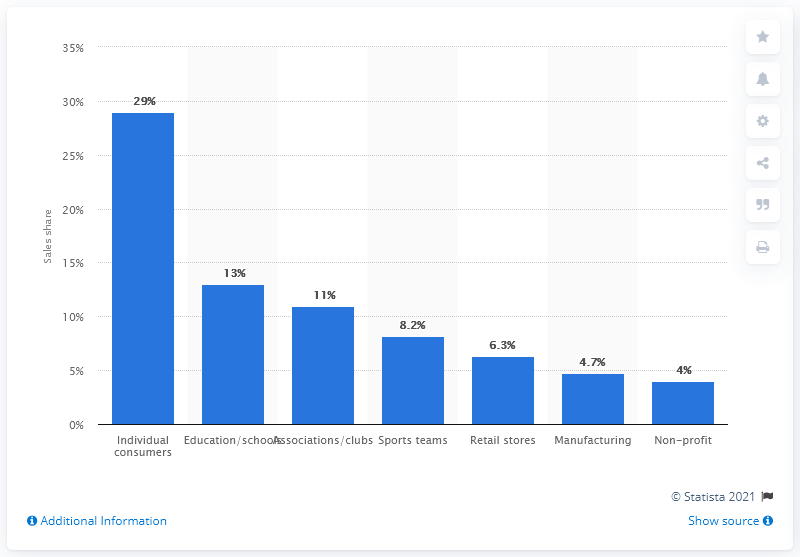 35%
30%
25%
20%
15%
10%
5%
0%
Sales share
29%
13%
11%
8.2%
6.3%
4.7%
4%
Individual consumers
Education/schools
Associations/clubs
Sports teams
Retail stores
Manufacturing
Non-profit
© Statista 2021
Additional Information
Show source